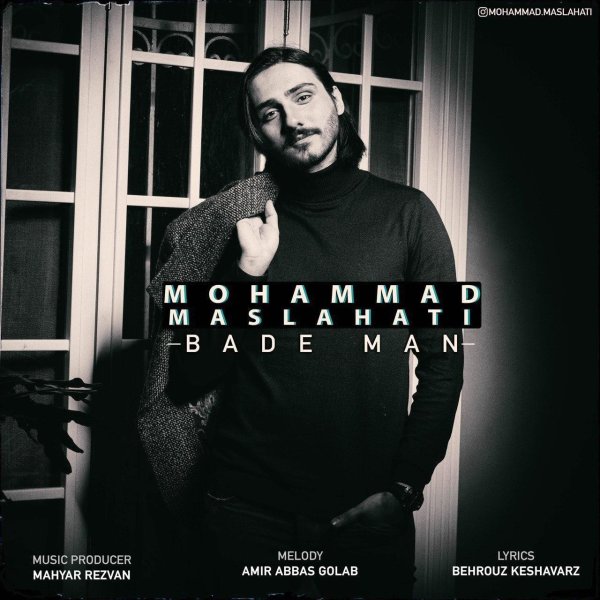 MOHAMMAD.MASLAHATI
MOHAMMAD
MASLAHATI
BADE MAN
MUSIC PRODUCER
MAHYAR REZVAN
MELODY
AMIR ABBAS GOLAB
LYRICS
BEHROUZ KESHAVARZ